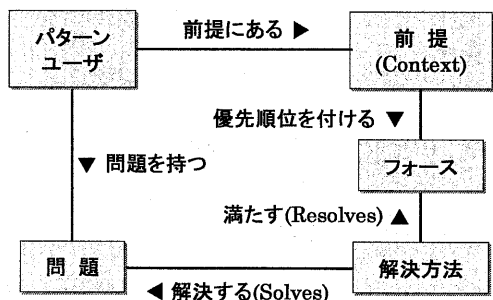 パターン
ユーザ
前提にある ▶
前 提
(Context)
優先順位を付ける ▼
▼ 問題を持つ
フォース
満たす(Resolves) ▲
問 題
解決方法
◀ 解決する(Solves)